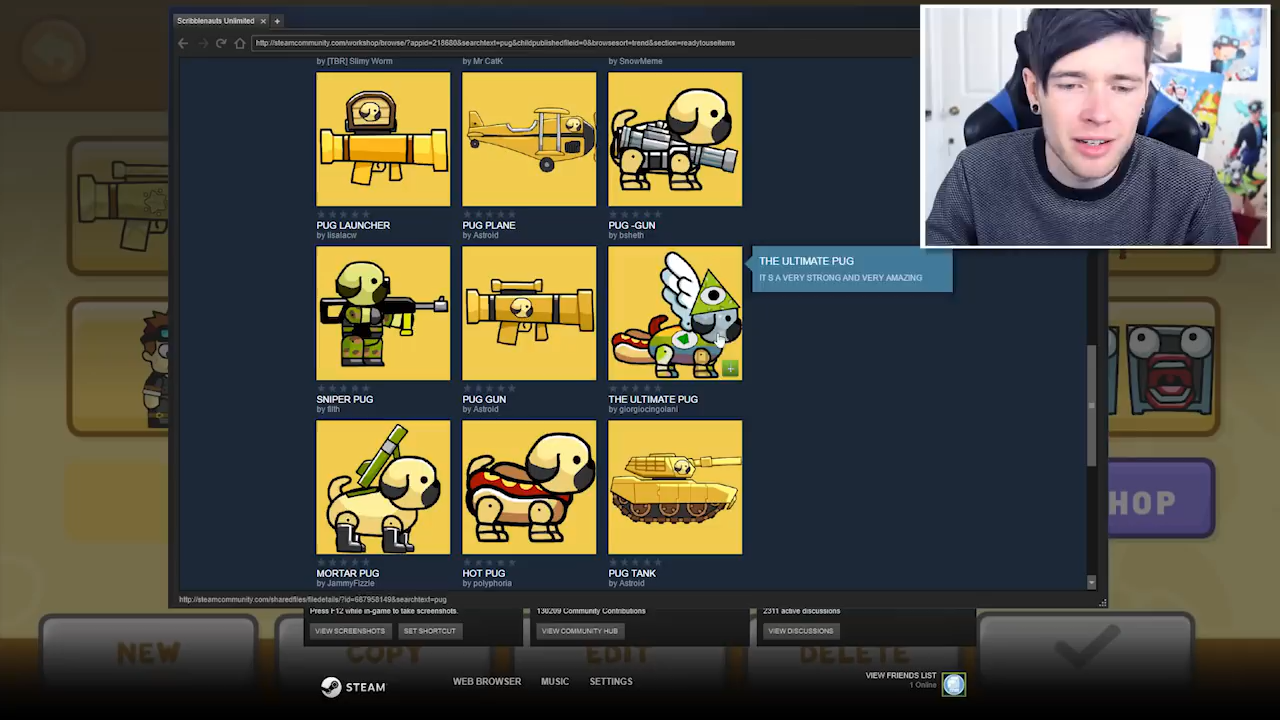 Scribblenauts Unlimited
http://steamcommunity.com/workshop/browse/?appid=218680&searchtext=pug&childpublishedfileid=0&browsesort=trend&section=readytouseitems
by [TBR] Slimy Worm
by Mr CatK
by SnowMeme
PUG LAUNCHER
by lisalacw
PUG PLANE
by Astroid
PUG -GUN
by bsheth
THE ULTIMATE PUG
IT S A VERY STRONG AND VERY AMAZING
SNIPER PUG
by filth
PUG GUN
by Astroid
THE ULTIMATE PUG
by giorgiocingolani
MORTAR PUG
by JammyFizzle
HOT PUG
by polyphoria
PUG TANK
by Astroid
HOP
http://steamcommunity.com/sharedfiles/filedetails/?id=667958149&searchtext=pug
Press F12 while in-game to take screenshots.
130209 Community Contributions
2311 active discussions
VIEW SCREENSHOTS
SET SHORTCUT
VIEW COMMUNITY HUB
VIEW DISCUSSIONS
NEW
COPY
EDIT
DELETE
STEAM
WEB BROWSER
MUSIC
SETTINGS
VIEW FRIENDS LIST
1 Online